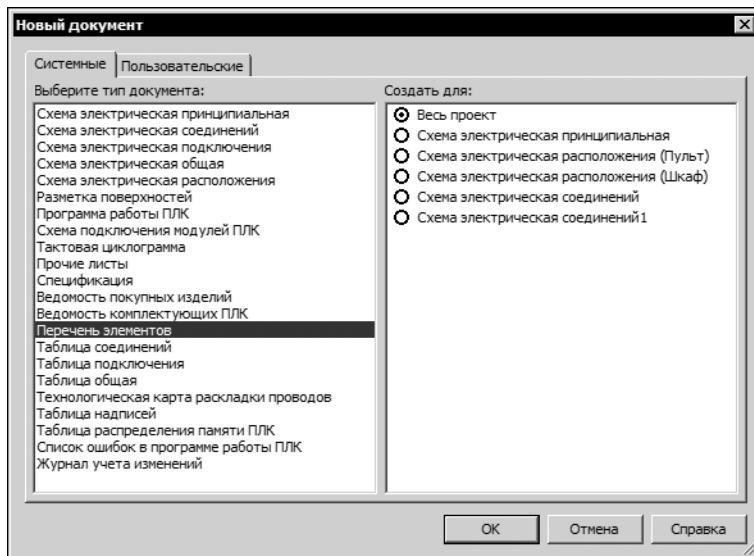 Новый документ
Системные
Пользовательские
Выберите тип документа:
Схема электрическая принципиальная
Схема электрическая соединений
Схема электрическая подключения
Схема электрическая общая
Схема электрическая расположения
Разметка поверхностей
Программа работы ПЛК
Схема подключения модулей ПЛК
Тактовая циклограмма
Прочие листы
Спецификация
Ведомость покупных изделий
Ведомость комплектующих ПЛК
Перечень элементов
Таблица соединений
Таблица подключения
Таблица общая
Технологическая карта раскладки проводов
Таблица надписей
Таблица распределения памяти ПЛК
Список ошибок в программе работы ПЛК
Журнал учета изменений
Создать для:
Весь проект
Схема электрическая принципиальная
Схема электрическая расположения (Пульт)
Схема электрическая расположения (Шкаф)
Схема электрическая соединений
Схема электрическая соединений1
ОК
Отмена
Справка